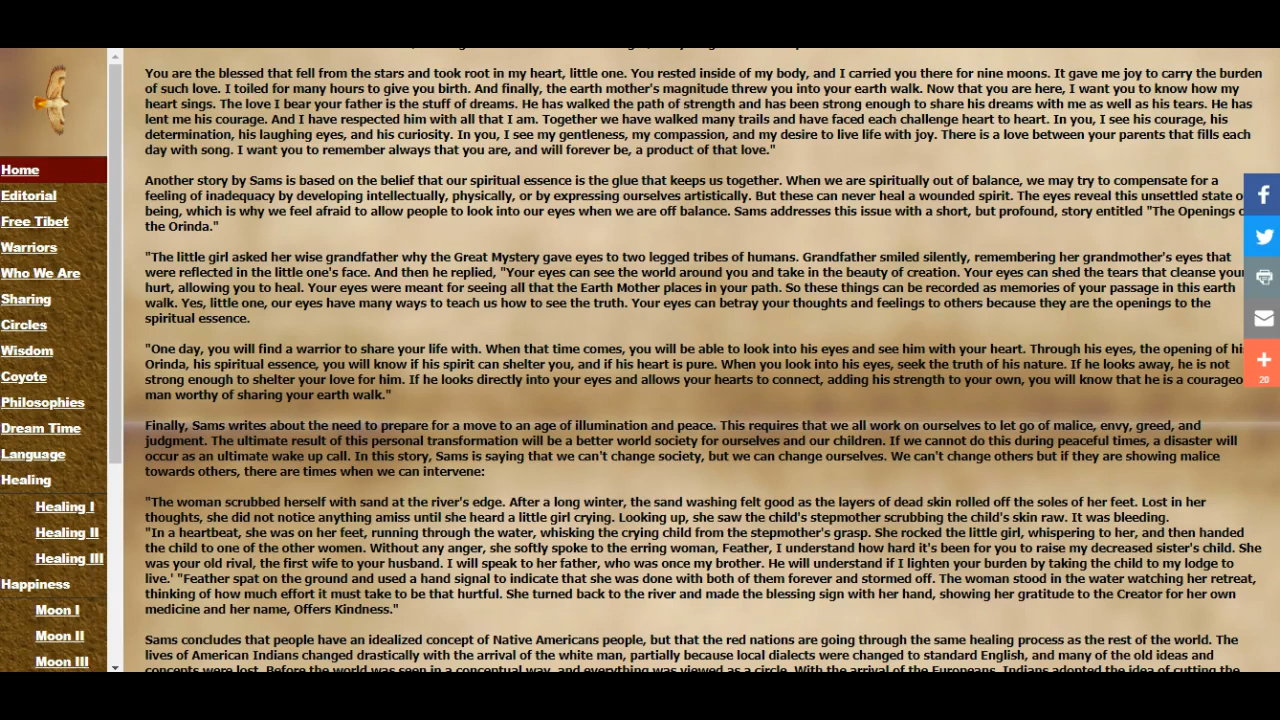 You are the blessed that fell from the stars and took root in my heart, little one. You rested inside of my body, and I carried you there for nine moons. It gave me joy to carry the burden
of such love. I toiled for many hours to give you birth. And finally, the earth mother's magnitude threw you into your earth walk. Now that you are here, I want you to know how my
heart sings. The love I bear your father is the stuff of dreams. He has walked the path of strength and has been strong enough to share his dreams with me as well as his tears. He has
lent me his courage. And I have respected him with all that I am. Together we have walked many trails and have faced each challenge heart to heart. In you, I see his courage, his
determination, his laughing eyes, and his curiosity. In you, I see my gentleness, my compassion, and my desire to live life with joy. There is a love between your parents that fills each
day with song. I want you to remember always that you are, and will forever be, a product of that love."
Another story by Sams is based on the belief that our spiritual essence is the glue that keeps us together. When we are spiritually out of balance, we may try to compensate for a
feeling of inadequacy by developing intellectually, physically, or by expressing ourselves artistically. But these can never heal a wounded spirit. The eyes reveal this unsettled state o
being, which is why we feel afraid to allow people to look into our eyes when we are off balance. Sams addresses this issue with a short, but profound, story entitled "The Openings o
the Orinda."
"The little girl asked her wise grandfather why the Great Mystery gave eyes to two legged tribes of humans. Grandfather smiled silently, remembering her grandmother's eyes that
were reflected in the little one's face. And then he replied, "Your eyes can see the world around you and take in the beauty of creation. Your eyes can shed the tears that cleanse your
hurt, allowing you to heal. Your eyes were meant for seeing all that the Earth Mother places in your path. So these things can be recorded as memories of your passage in this earth
walk. Yes, little one, our eyes have many ways to teach us how to see the truth. Your eyes can betray your thoughts and feelings to others because they are the openings to the
spiritual essence.
"One day, you will find a warrior to share your life with. When that time comes, you will be able to look into his eyes and see him with your heart. Through his eyes, the opening of hi
Orinda, his spiritual essence, you will know if his spirit can shelter you, and if his heart is pure. When you look into his eyes, seek the truth of his nature. If he looks away, he is not
strong enough to shelter your love for him. If he looks directly into your eyes and allows your hearts to connect, adding his strength to your own, you will know that he is a courageo
man worthy of sharing your earth walk."
Finally, Sams writes about the need to prepare for a move to an age of illumination and peace. This requires that we all work on ourselves to let go of malice, envy, greed, and
judgment. The ultimate result of this personal transformation will be a better world society for ourselves and our children. If we cannot do this during peaceful times, a disaster will
occur as an ultimate wake up call. In this story, Sams is saying that we can't change society, but we can change ourselves. We can't change others but if they are showing malice
towards others, there are times when we can intervene:
"The woman scrubbed herself with sand at the river's edge. After a long winter, the sand washing felt good as the layers of dead skin rolled off the soles of her feet. Lost in her
thoughts, she did not notice anything amiss until she heard a little girl crying. Looking up, she saw the child's stepmother scrubbing the child's skin raw. It was bleeding.
"In a heartbeat, she was on her feet, running through the water, whisking the crying child from the stepmother's grasp. She rocked the little girl, whispering to her, and then handed
the child to one of the other women. Without any anger, she softly spoke to the erring woman, Feather, I understand how hard it's been for you to raise my decreased sister's child. She
was your old rival, the first wife to your husband. I will speak to her father, who was once my brother. He will understand if I lighten your burden by taking the child to my lodge to
live.' "Feather spat on the ground and used a hand signal to indicate that she was done with both of them forever and stormed off. The woman stood in the water watching her retreat,
thinking of how much effort it must take to be that hurtful. She turned back to the river and made the blessing sign with her hand, showing her gratitude to the Creator for her own
medicine and her name, Offers Kindness."
Sams concludes that people have an idealized concept of Native Americans people, but that the red nations are going through the same healing process as the rest of the world. The
lives of American Indians changed drastically with the arrival of the white man, partially because local dialects were changed to standard English, and many of the old ideas and
concepts were lost. Before the world was seen in a conceptual way, and everything was viewed as a circle. With the arrival of the Europeans, Indians adopted the idea of cutting the
Home
Editorial
Free Tibet
Warriors
Who We Are
Sharing
Circles
Wisdom
Coyote
Philosophies
Dream Time
Language
Healing
Healing I
Healing II
Healing III
Happiness
Moon I
Moon II
Moon III
20